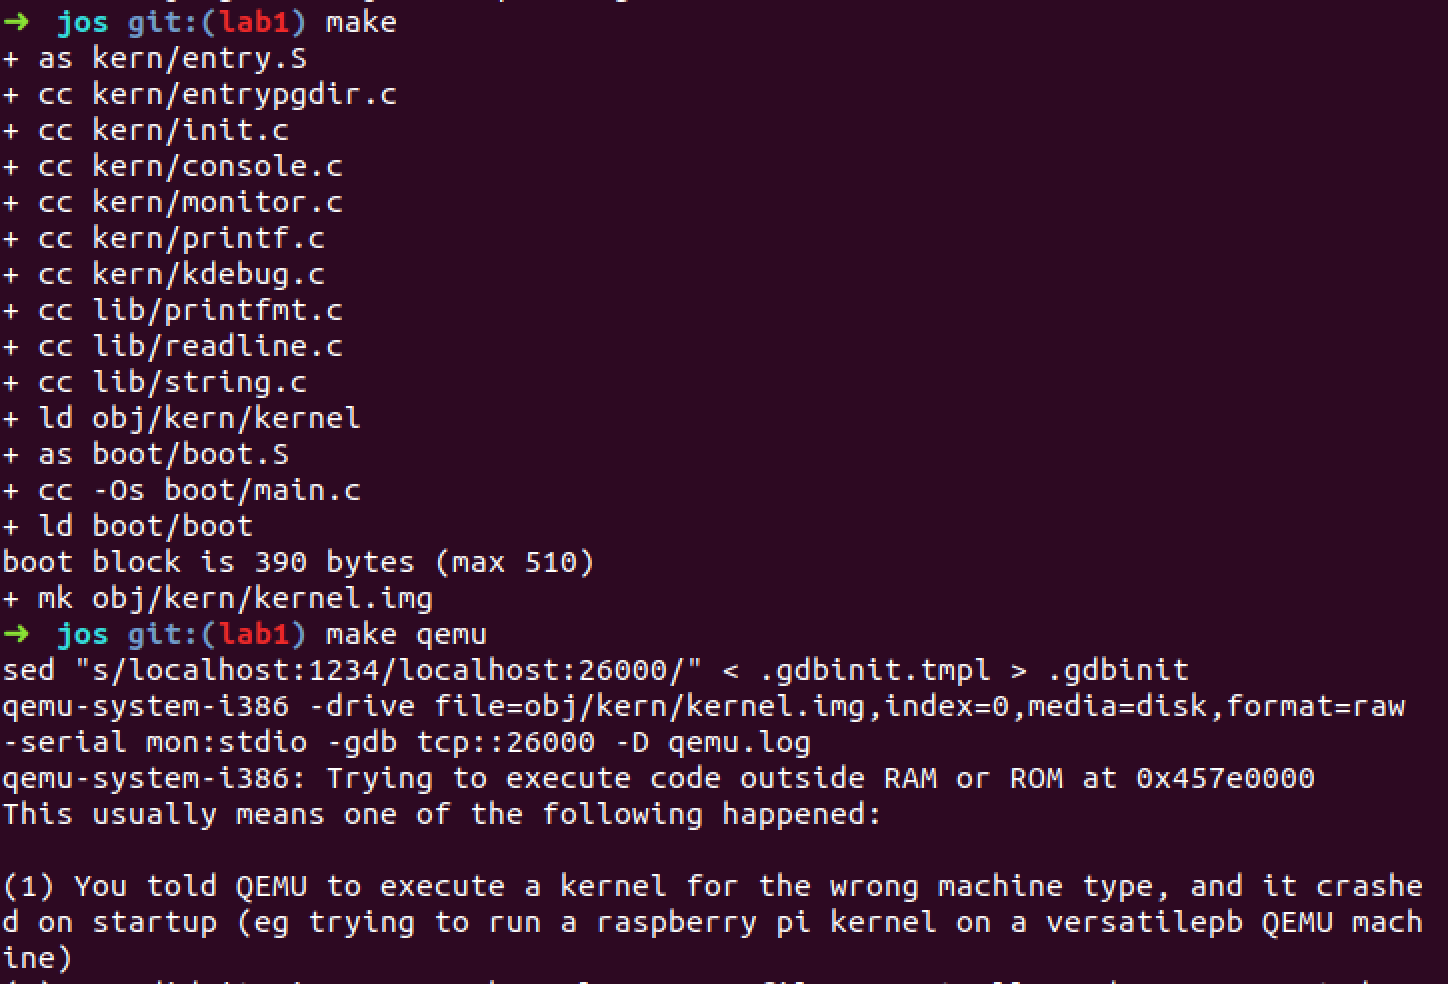 ➜  jos git:(lab1) make
+ as kern/entry.S
+ cc kern/entrypgdir.c
+ cc kern/init.c
+ cc kern/console.c
+ cc kern/monitor.c
+ cc kern/printf.c
+ cc kern/kdebug.c
+ cc lib/printfmt.c
+ cc lib/readline.c
+ cc lib/string.c
+ ld obj/kern/kernel
+ as boot/boot.S
+ cc -Os boot/main.c
+ ld boot/boot
boot block is 390 bytes (max 510)
+ mk obj/kern/kernel.img
➜  jos git:(lab1) make qemu
sed "s/localhost:1234/localhost:26000/" < .gdbinit.tmpl > .gdbinit
qemu-system-i386 -drive file=obj/kern/kernel.img,index=0,media=disk,format=raw
-serial mon:stdio -gdb tcp::26000 -D qemu.log
qemu-system-i386: Trying to execute code outside RAM or ROM at 0x457e0000
This usually means one of the following happened:

(1) You told QEMU to execute a kernel for the wrong machine type, and it crashe
d on startup (eg trying to run a raspberry pi kernel on a versatilepb QEMU mach
ine)